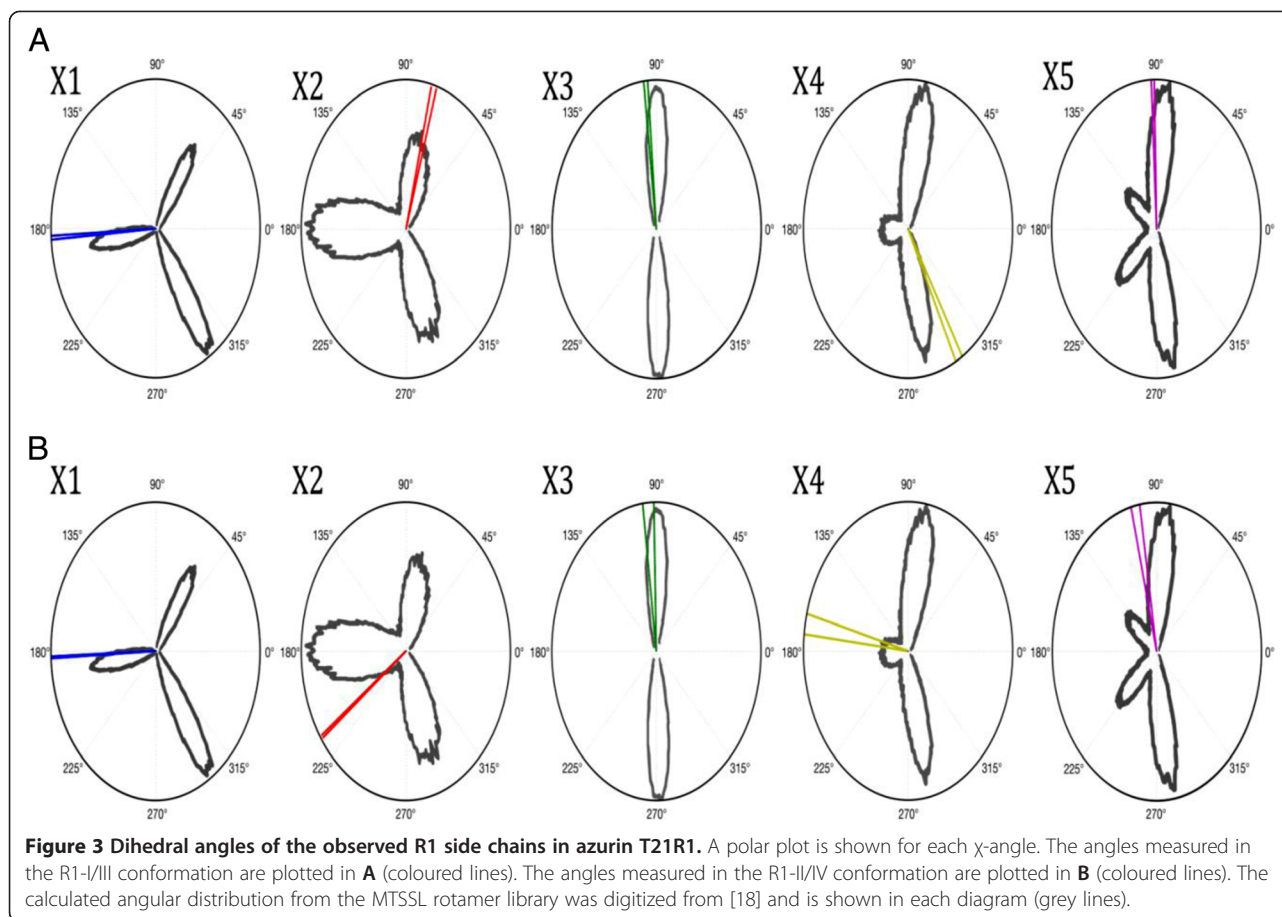 A
X1 X2 X3 X4 X5
90° 90° 90° 90° 90°
135° 45° 135° 45° 135° 45° 135° 45° 135° 45°
180° 0° 180° 0° 180° 0° 180° 0° 180° 0°
225° 315° 225° 315° 225° 315° 225° 315° 225° 315°
270° 270° 270° 270° 270°
B
X1 X2 X3 X4 X5
90° 90° 90° 90° 90°
135° 45° 135° 45° 135° 45° 135° 45° 135° 45°
180° 0° 180° 0° 180° 0° 180° 0° 180° 0°
225° 315° 225° 315° 225° 315° 225° 315° 225° 315°
270° 270° 270° 270° 270°
Figure 3 Dihedral angles of the observed R1 side chains in azurin T21R1. A polar plot is shown for each χ-angle. The angles measured in
the R1-I/III conformation are plotted in A (coloured lines). The angles measured in the R1-II/IV conformation are plotted in B (coloured lines). The
calculated angular distribution from the MTSSL rotamer library was digitized from [18] and is shown in each diagram (grey lines).